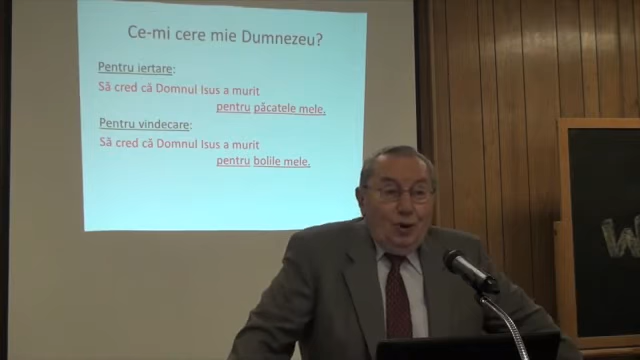 Ce-mi cere mie Dumnezeu?
Pentru iertare:
Să cred că Domnul Isus a murit
pentru păcatele mele.
Pentru vindecare:
Să cred că Domnul Isus a murit
pentru bolile mele.